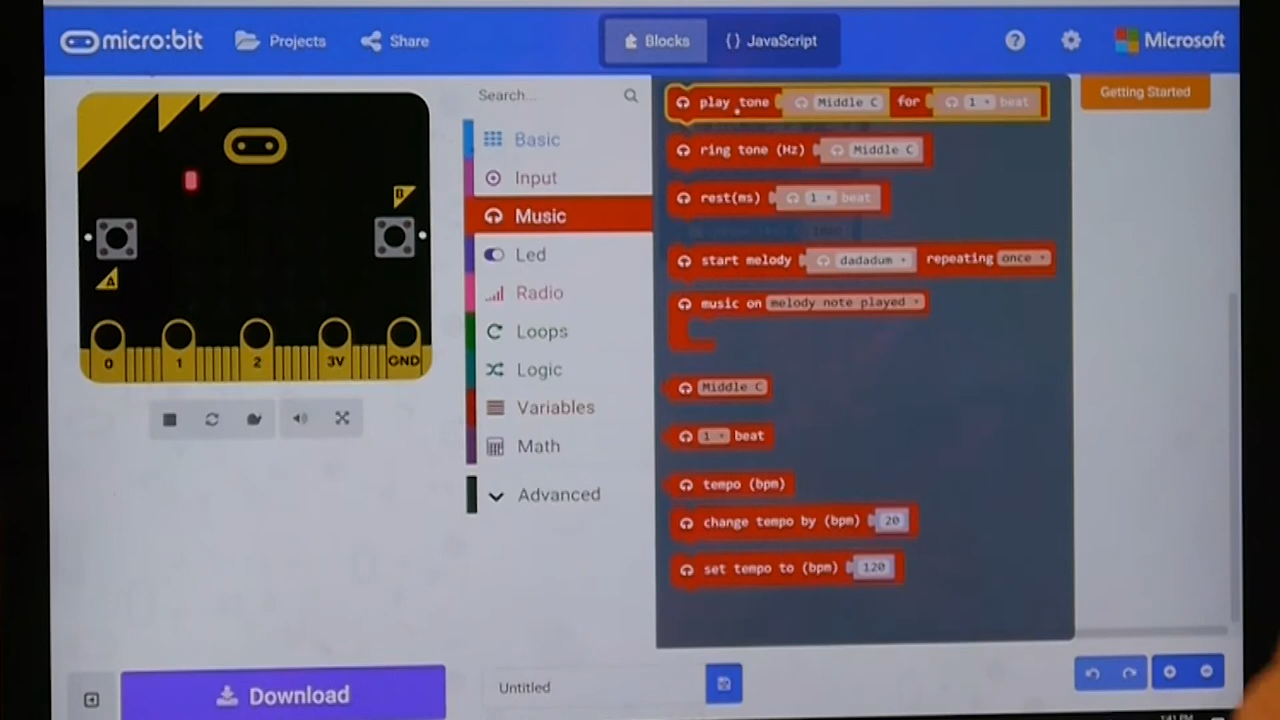 micro:bit
Projects
Share
Blocks
{} JavaScript
?
Microsoft
Search...
Basic
Input
Music
Led
Radio
Loops
Logic
Variables
Math
Advanced
play tone Middle C for 1 beat
ring tone (Hz) Middle C
rest(ms) 1 beat
start melody dadadum repeating once
music on melody note played
Middle C
1 beat
tempo (bpm)
change tempo by (bpm) 20
set tempo to (bpm) 120
Getting Started
B
A
0 1 2 3V GND
Download
Untitled